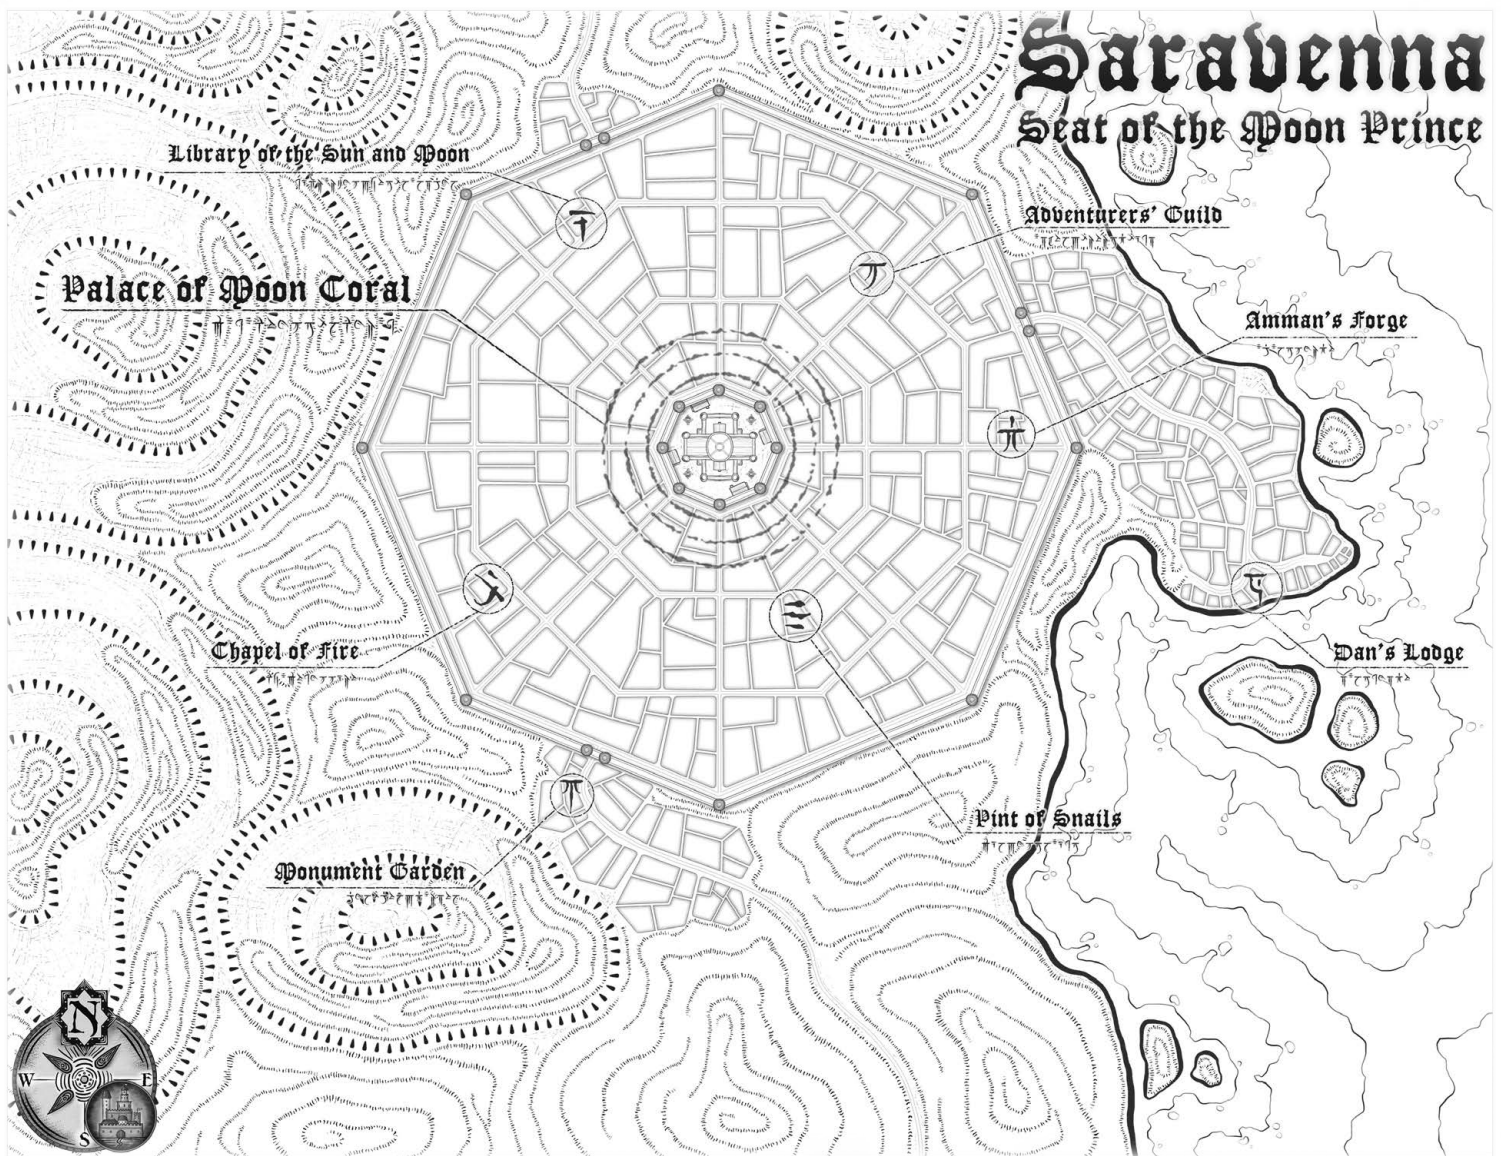 Saravenna
Seat of the Moon Prince
Library of the Sun and Moon
Adventurers' Guild
Palace of Moon Coral
Amman's Forge
Chapel of Fire
Dan's Lodge
Pint of Snails
Monument Garden
N
W E
S